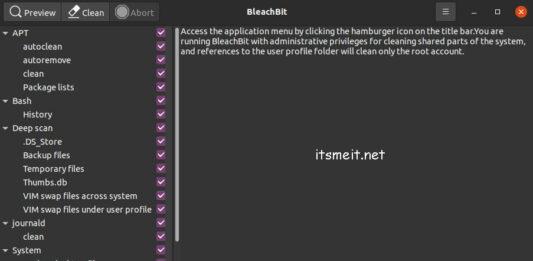 Preview
Clean
Abort
BleachBit
APT
autoclean
autoremove
clean
Package lists
Bash
History
Deep scan
.DS_Store
Backup files
Temporary files
Thumbs.db
VIM swap files across system
VIM swap files under user profile
journald
clean
System
Access the application menu by clicking the hamburger icon on the title bar.You are
running BleachBit with administrative privileges for cleaning shared parts of the system,
and references to the user profile folder will clean only the root account.
itsmeit.net